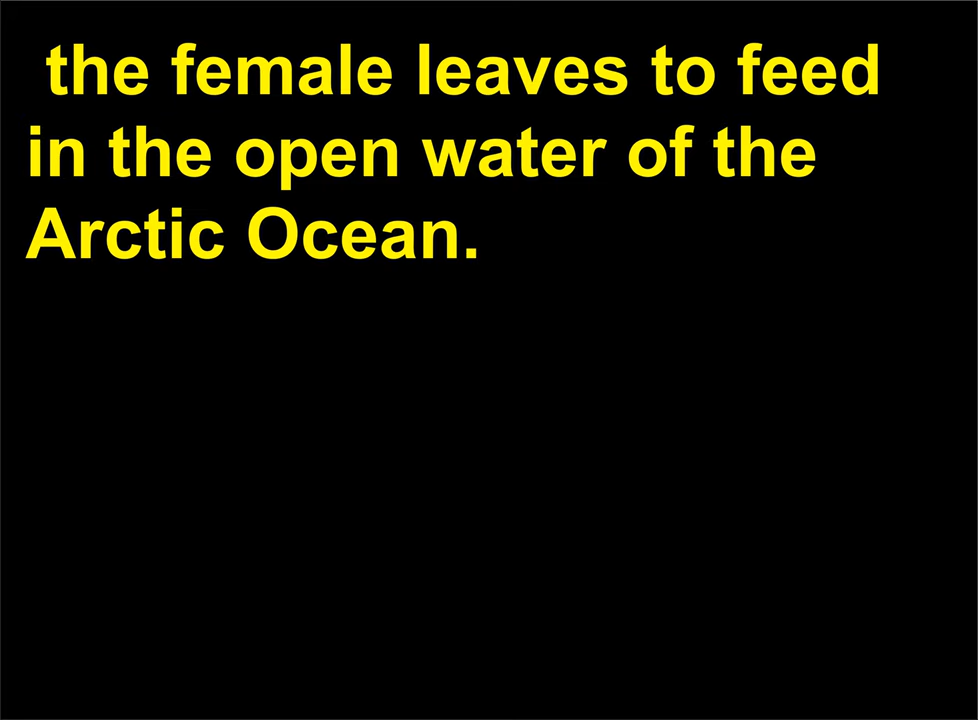 the female leaves to feed
in the open water of the
Arctic Ocean.